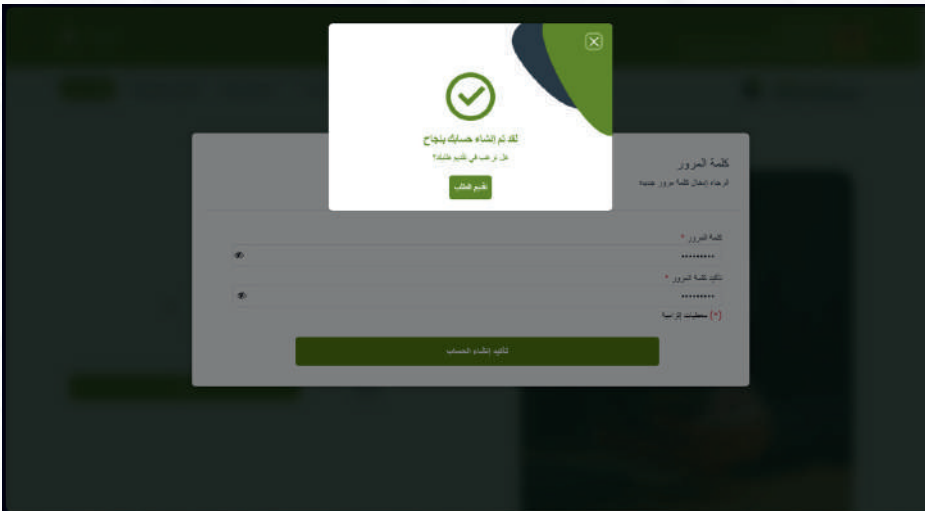 لقد تم إنشاء حسابك بنجاح
هل ترغب في تقديم طلبك؟
تقديم الطلب
كلمة المرور
الرجاء إدخال كلمة مرور جديدة
كلمة المرور *
•••••••••
تأكيد كلمة المرور *
•••••••••
(*) معطيات إلزامية
تأكيد إنشاء الحساب